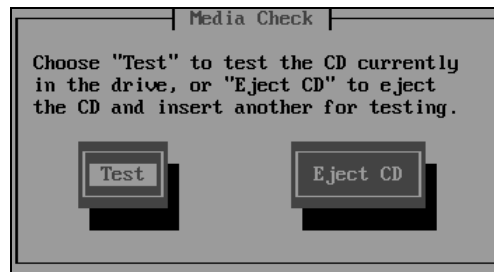 Media Check
Choose "Test" to test the CD currently
in the drive, or "Eject CD" to eject
the CD and insert another for testing.
Test Eject CD